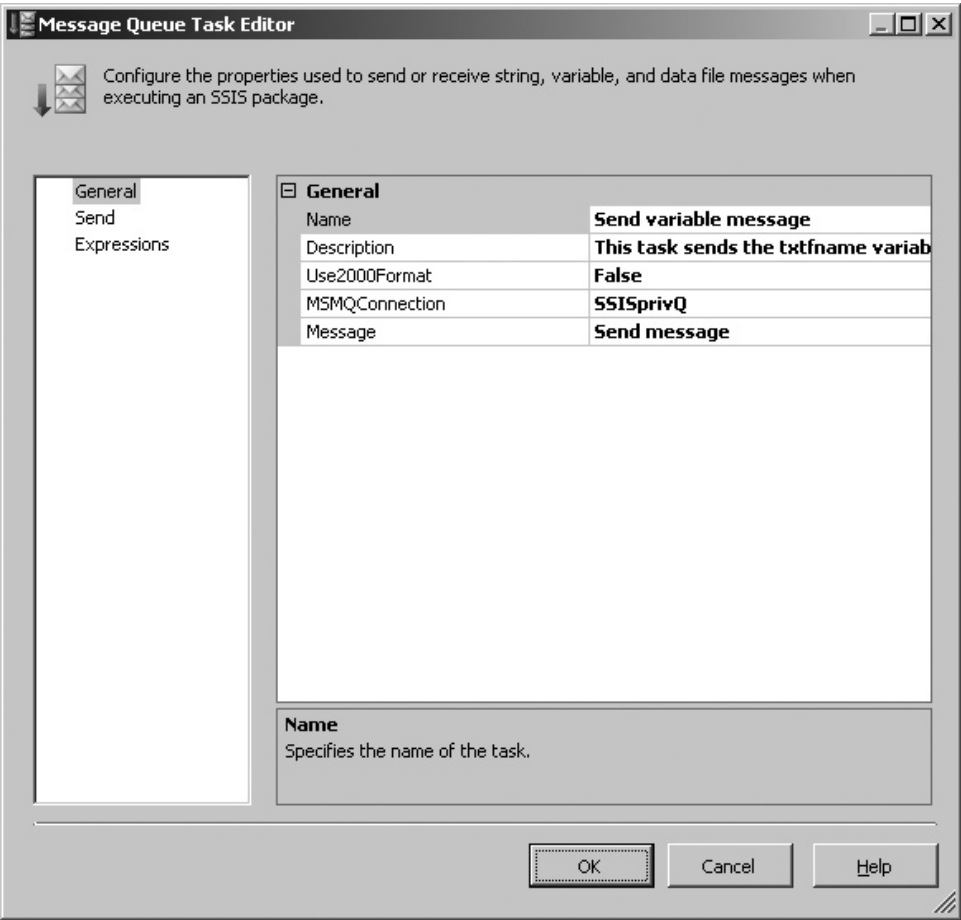 Message Queue Task Editor
Configure the properties used to send or receive string, variable, and data file messages when
executing an SSIS package.
General
Send
Expressions
General
Name Send variable message
Description This task sends the txtfname variab
Use2000Format False
MSMQConnection SSISprivQ
Message Send message
Name
Specifies the name of the task.
OK Cancel Help